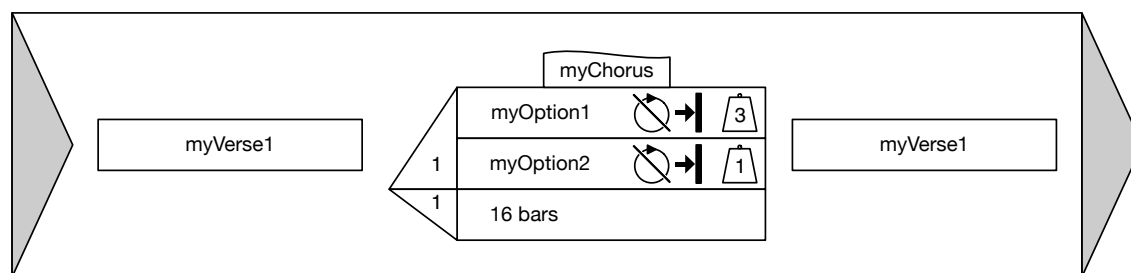 myVerse1
myChorus
myOption1 3
1 myOption2 1
1 16 bars
myVerse1